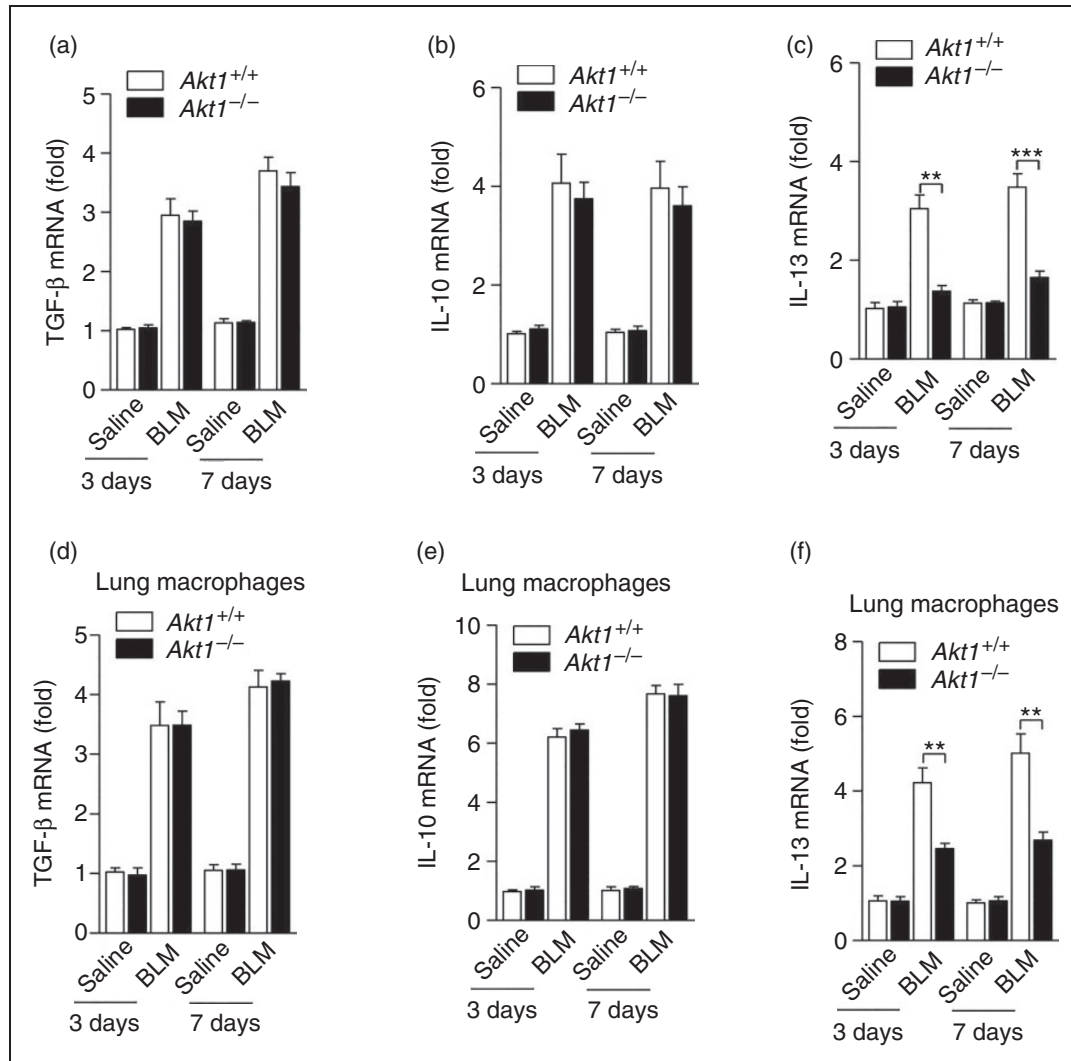 (a)
Akt1+/+
Akt1−/−
TGF-β mRNA (fold)
5
4
3
2
1
0
Saline
BLM
Saline
BLM
3 days
7 days
(b)
Akt1+/+
Akt1−/−
IL-10 mRNA (fold)
6
4
2
0
Saline
BLM
Saline
BLM
3 days
7 days
(c)
Akt1+/+
Akt1−/−
IL-13 mRNA (fold)
6
4
2
0
**
***
Saline
BLM
Saline
BLM
3 days
7 days
(d)
Lung macrophages
Akt1+/+
Akt1−/−
TGF-β mRNA (fold)
5
4
3
2
1
0
Saline
BLM
Saline
BLM
3 days
7 days
(e)
Lung macrophages
Akt1+/+
Akt1−/−
IL-10 mRNA (fold)
10
8
6
4
2
0
Saline
BLM
Saline
BLM
3 days
7 days
(f)
Lung macrophages
Akt1+/+
Akt1−/−
IL-13 mRNA (fold)
8
6
4
2
0
**
**
Saline
BLM
Saline
BLM
3 days
7 days